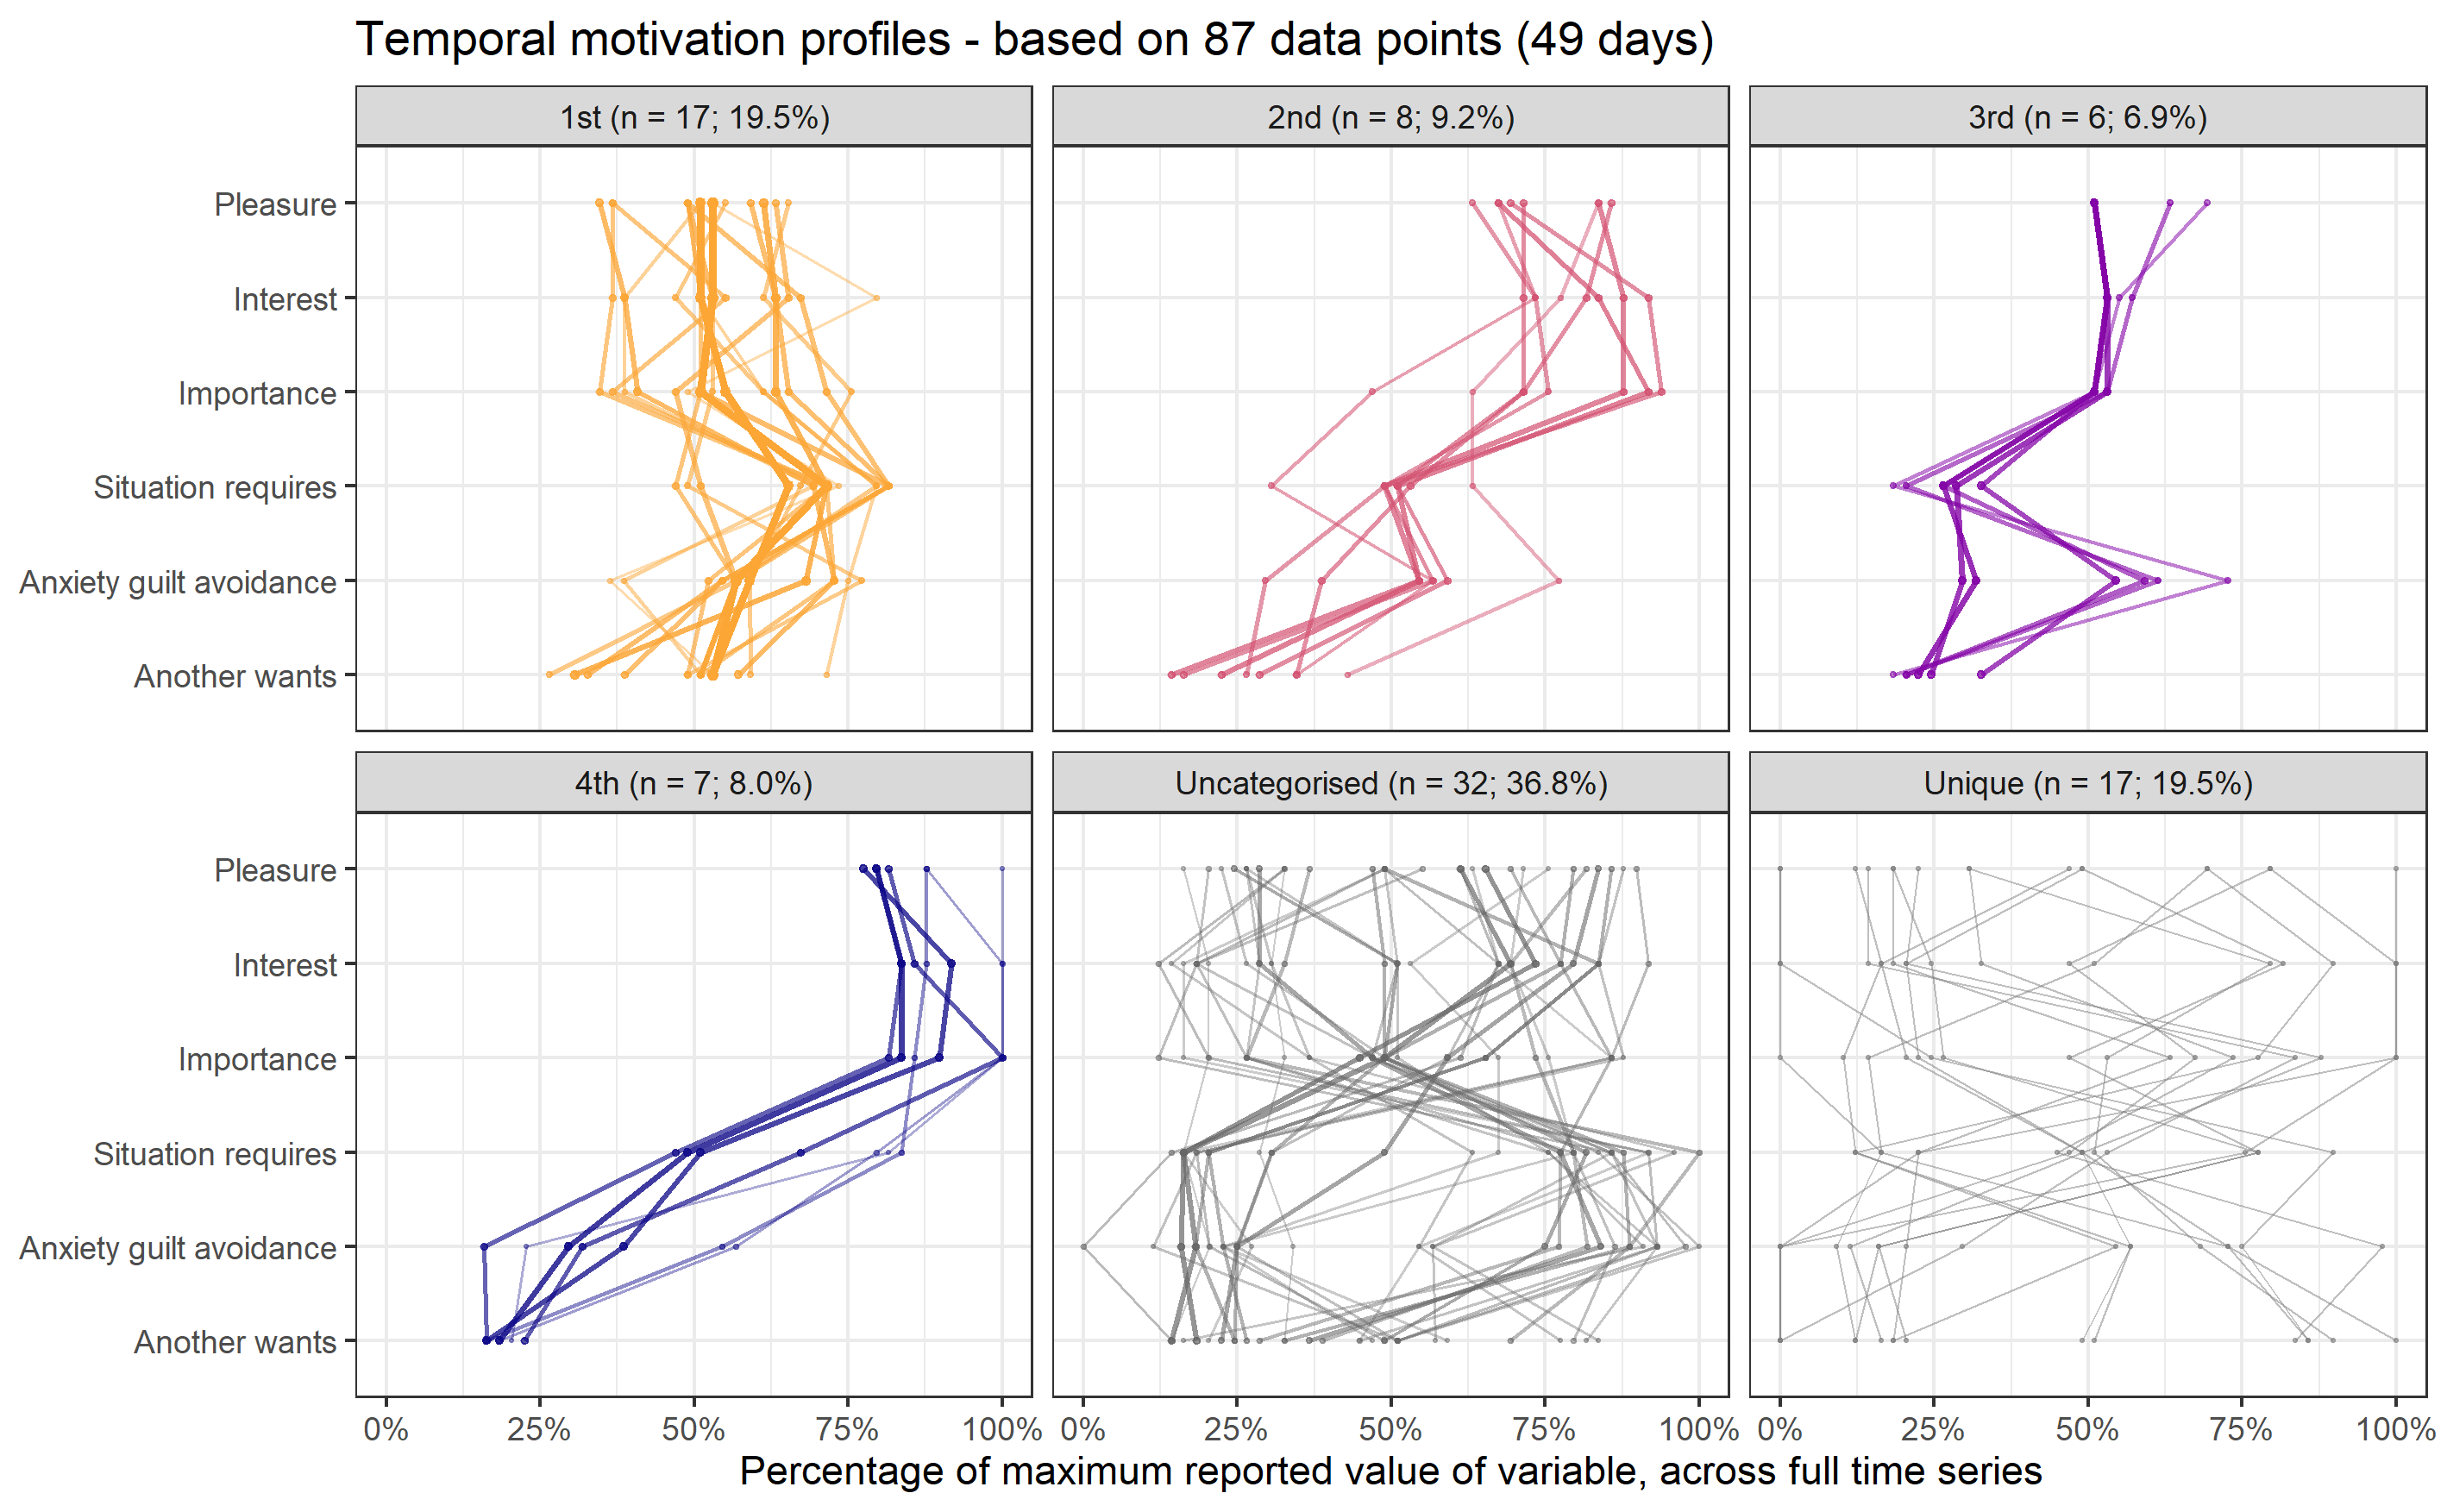 Temporal motivation profiles - based on 87 data points (49 days)
1st (n = 17; 19.5%)
2nd (n = 8; 9.2%)
3rd (n = 6; 6.9%)
Pleasure
Interest
Importance
Situation requires
Anxiety guilt avoidance
Another wants
4th (n = 7; 8.0%)
Uncategorised (n = 32; 36.8%)
Unique (n = 17; 19.5%)
Pleasure
Interest
Importance
Situation requires
Anxiety guilt avoidance
Another wants
0% 25% 50% 75% 100% 0% 25% 50% 75% 100% 0% 25% 50% 75% 100%
Percentage of maximum reported value of variable, across full time series